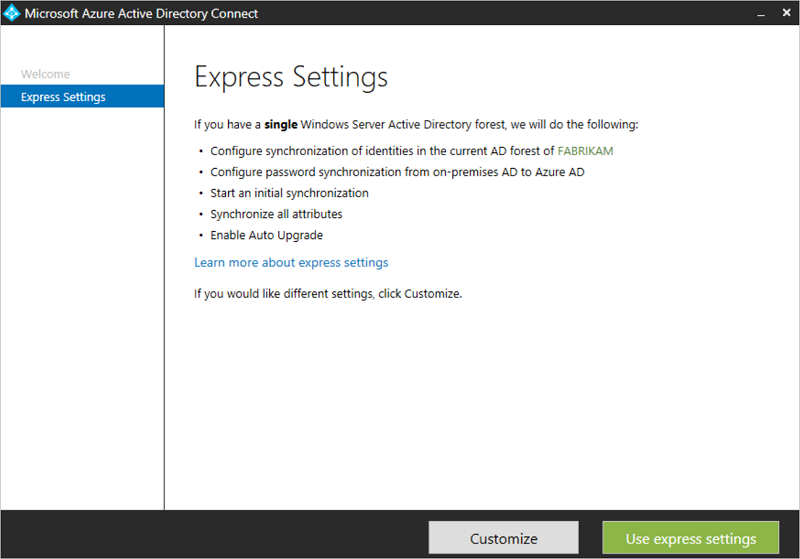 Microsoft Azure Active Directory Connect
Welcome
Express Settings
Express Settings
If you have a single Windows Server Active Directory forest, we will do the following:
• Configure synchronization of identities in the current AD forest of FABRIKAM
• Configure password synchronization from on-premises AD to Azure AD
• Start an initial synchronization
• Synchronize all attributes
• Enable Auto Upgrade
Learn more about express settings
If you would like different settings, click Customize.
Customize
Use express settings